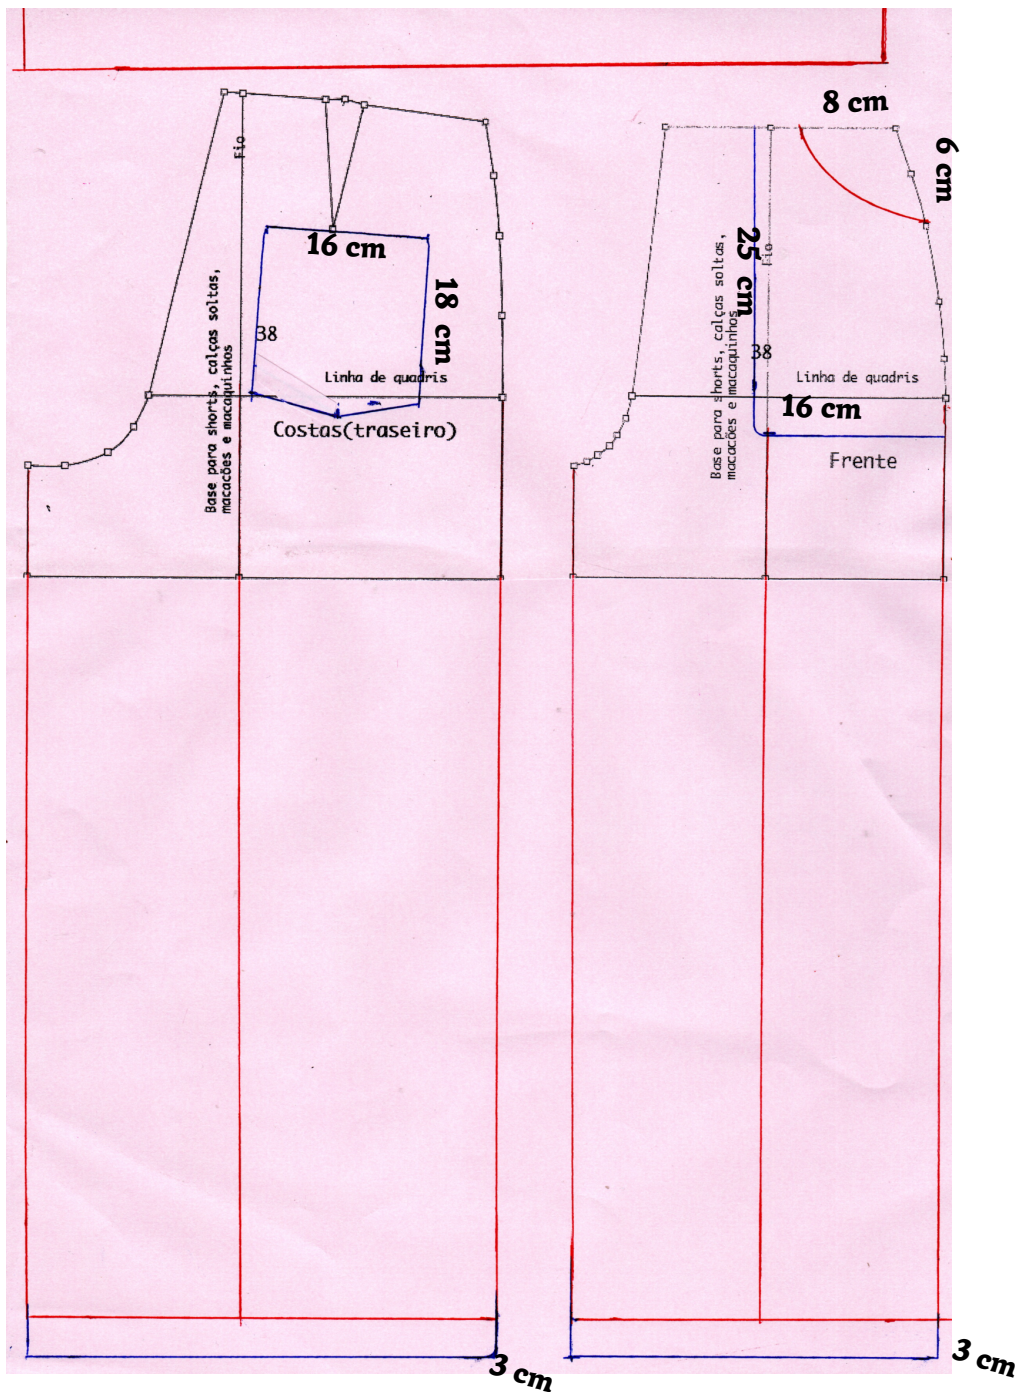 8 cm
6 cm
Fio
16 cm
18 cm
38
Base para shorts, calças soltas,
macacões e macaquinhos
Linha de quadris
Costas(traseiro)
25 cm
Fio
38
Base para shorts, calças soltas,
macacões e macaquinhos
Linha de quadris
16 cm
Frente
3 cm
3 cm